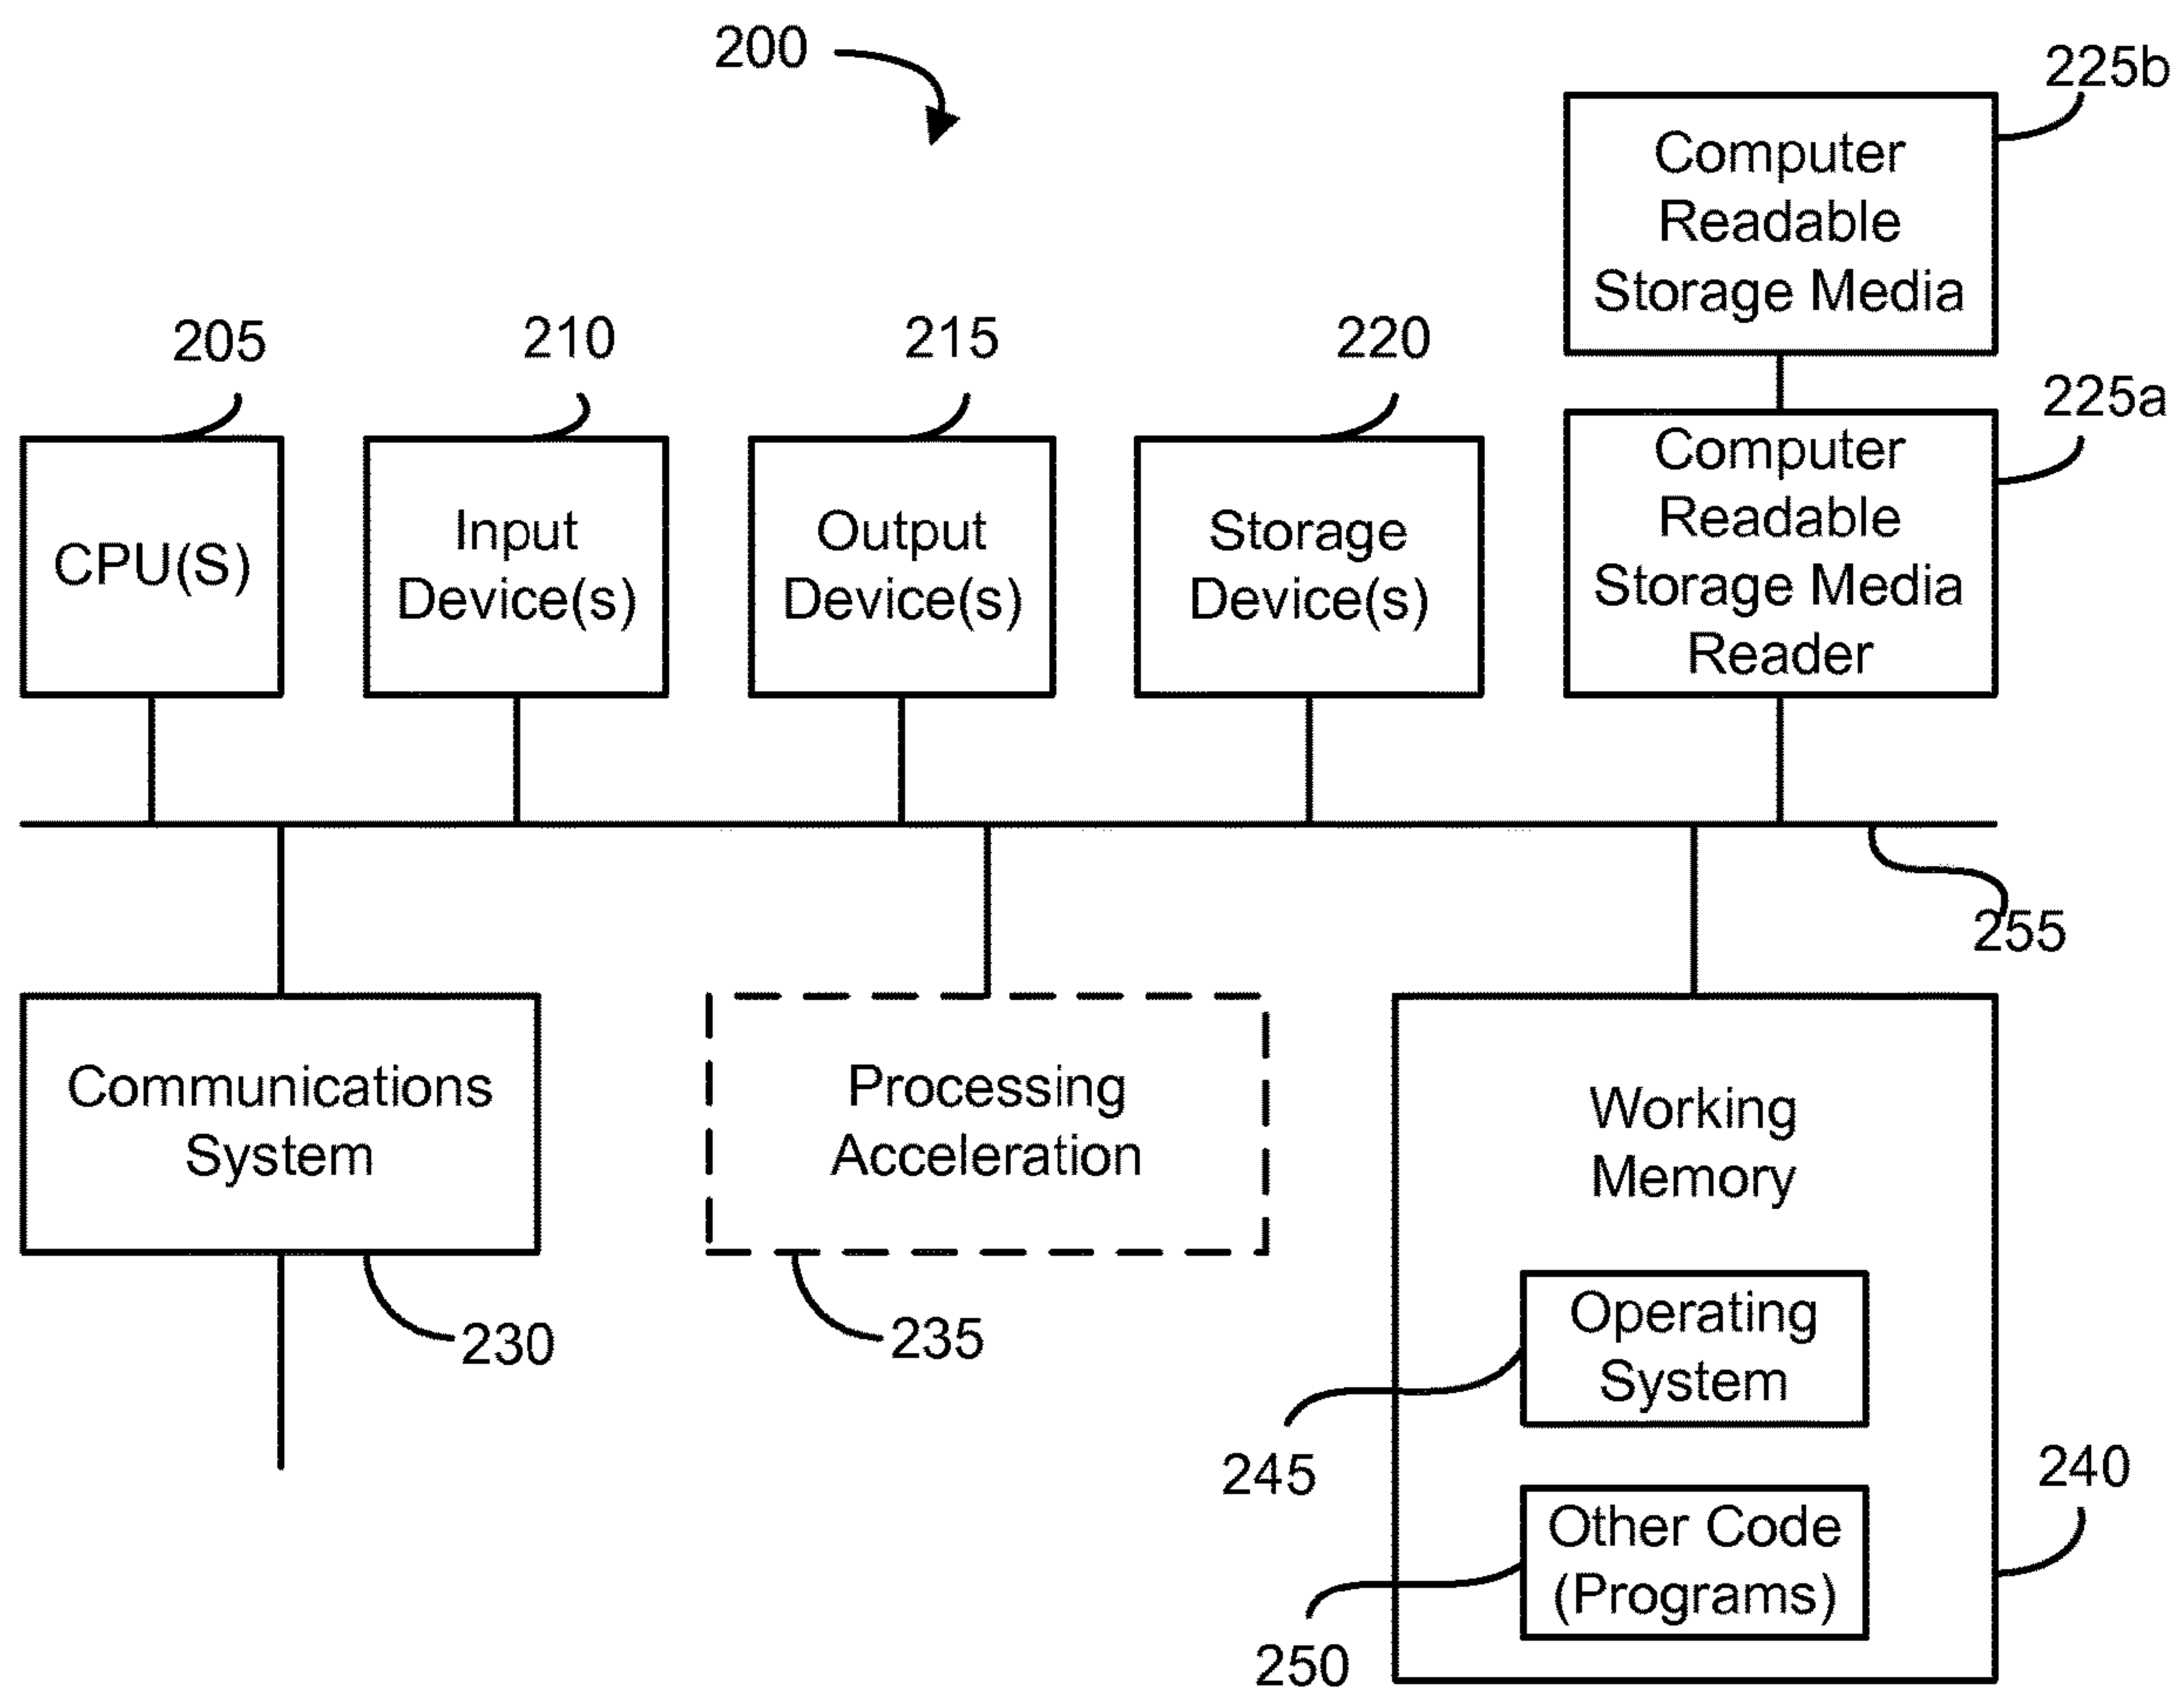 200
225b
Computer
Readable
Storage Media
205
210
215
220
225a
CPU(S)
Input
Device(s)
Output
Device(s)
Storage
Device(s)
Computer
Readable
Storage Media
Reader
255
Communications
System
230
Processing
Acceleration
235
Working
Memory
Operating
System
245
240
Other Code
(Programs)
250